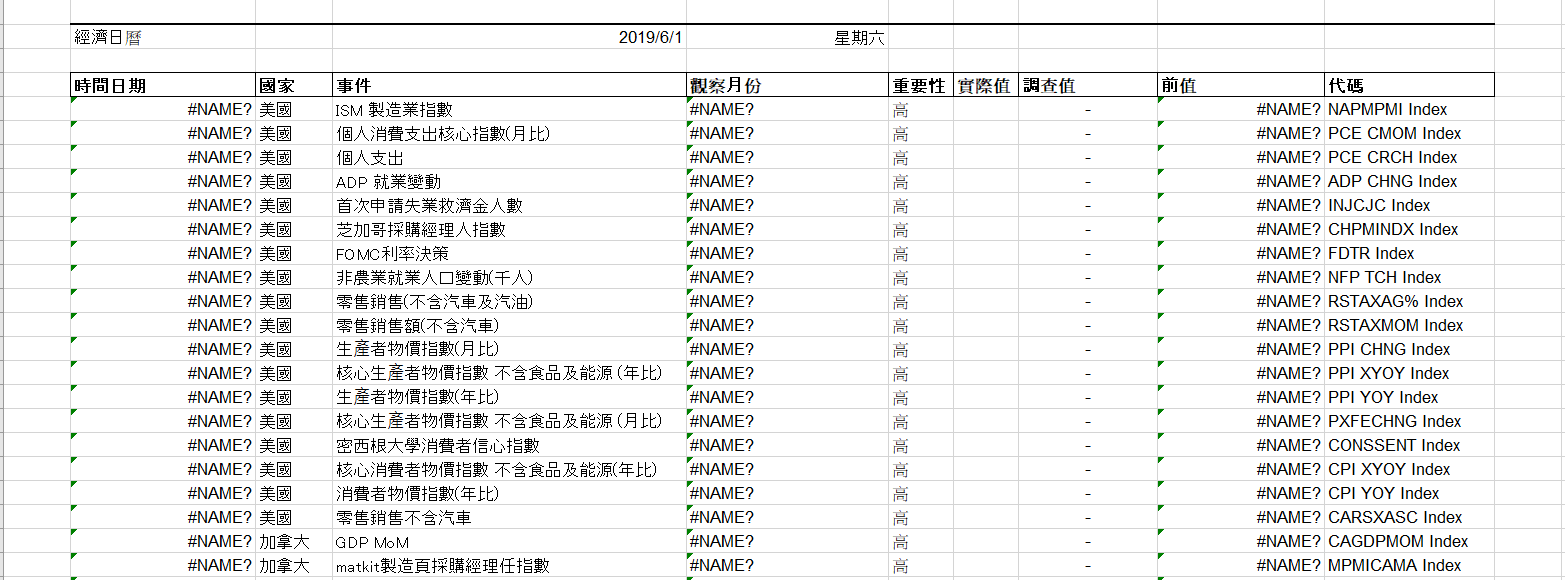 經濟日曆 2019/6/1 星期六
時間日期 國家 事件 觀察月份 重要性 實際值 調查值 前值 代碼
#NAME? 美國 ISM 製造業指數 #NAME? 高 - #NAME? NAPMPMI Index
#NAME? 美國 個人消費支出核心指數(月比) #NAME? 高 - #NAME? PCE CMOM Index
#NAME? 美國 個人支出 #NAME? 高 - #NAME? PCE CRCH Index
#NAME? 美國 ADP 就業變動 #NAME? 高 - #NAME? ADP CHNG Index
#NAME? 美國 首次申請失業救濟金人數 #NAME? 高 - #NAME? INJCJC Index
#NAME? 美國 芝加哥採購經理人指數 #NAME? 高 - #NAME? CHPMINDX Index
#NAME? 美國 FOMC利率決策 #NAME? 高 - #NAME? FDTR Index
#NAME? 美國 非農業就業人口變動(千人) #NAME? 高 - #NAME? NFP TCH Index
#NAME? 美國 零售銷售(不含汽車及汽油) #NAME? 高 - #NAME? RSTAXAG% Index
#NAME? 美國 零售銷售額(不含汽車) #NAME? 高 - #NAME? RSTAXMOM Index
#NAME? 美國 生產者物價指數(月比) #NAME? 高 - #NAME? PPI CHNG Index
#NAME? 美國 核心生產者物價指數 不含食品及能源 (年比) #NAME? 高 - #NAME? PPI XYOY Index
#NAME? 美國 生產者物價指數(年比) #NAME? 高 - #NAME? PPI YOY Index
#NAME? 美國 核心生產者物價指數 不含食品及能源 (月比) #NAME? 高 - #NAME? PXFECHNG Index
#NAME? 美國 密西根大學消費者信心指數 #NAME? 高 - #NAME? CONSSENT Index
#NAME? 美國 核心消費者物價指數 不含食品及能源(年比) #NAME? 高 - #NAME? CPI XYOY Index
#NAME? 美國 消費者物價指數(年比) #NAME? 高 - #NAME? CPI YOY Index
#NAME? 美國 零售銷售不含汽車 #NAME? 高 - #NAME? CARSXASC Index
#NAME? 加拿大 GDP MoM #NAME? 高 - #NAME? CAGDPMOM Index
#NAME? 加拿大 matkit製造頁採購經理任指數 #NAME? 高 - #NAME? MPMICAMA Index